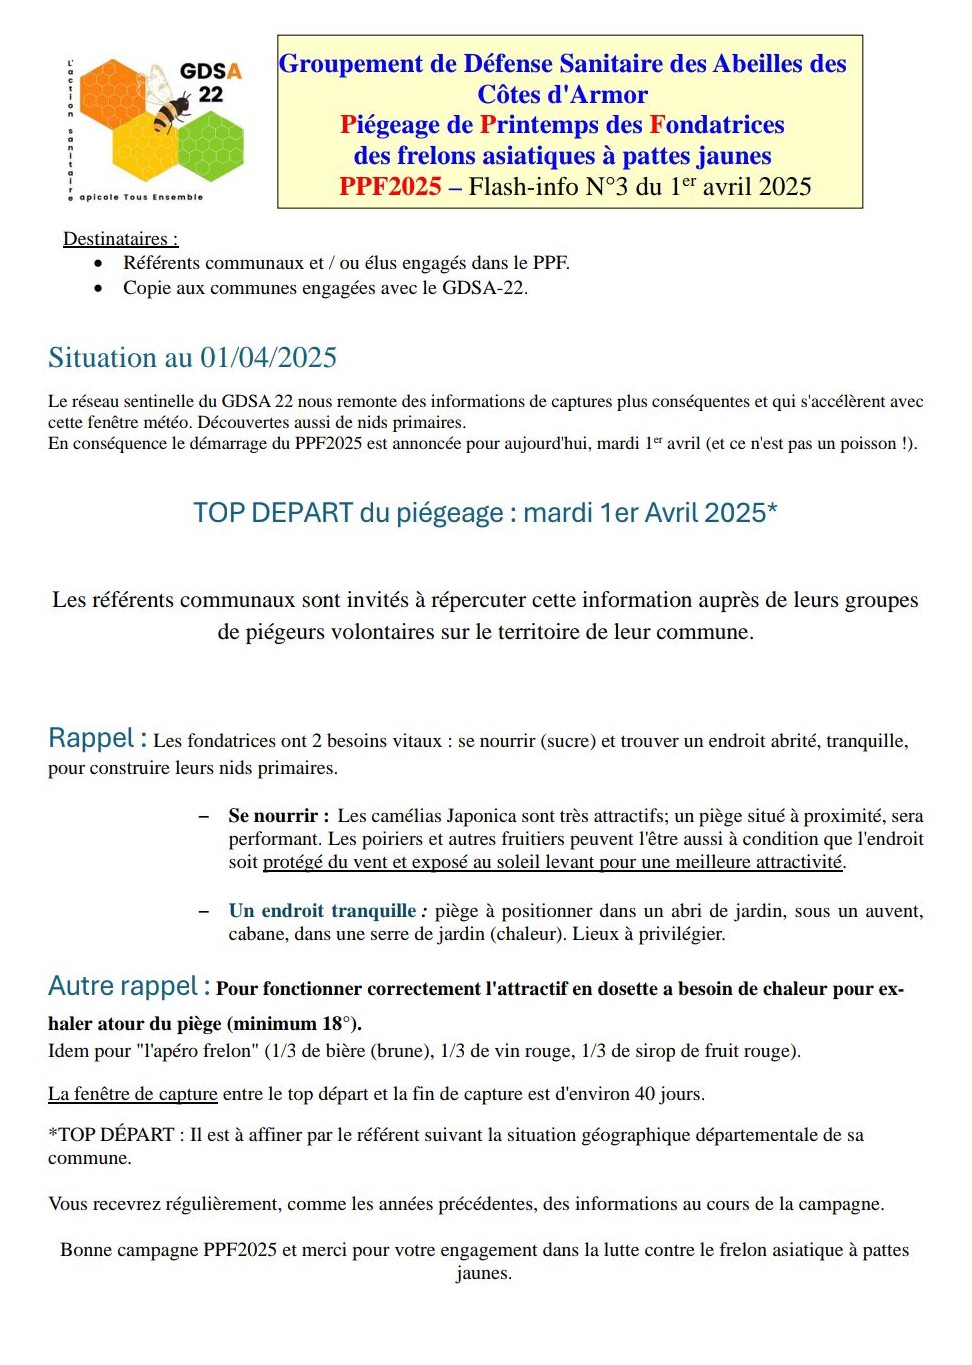 L'action sanitaire
GDSA
22
apicole Tous Ensemble
Groupement de Défense Sanitaire des Abeilles des
Côtes d'Armor
Piégeage de Printemps des Fondatrices
des frelons asiatiques à pattes jaunes
PPF2025 – Flash-info N°3 du 1er avril 2025
Destinataires :
• Référents communaux et / ou élus engagés dans le PPF.
• Copie aux communes engagées avec le GDSA-22.
Situation au 01/04/2025
Le réseau sentinelle du GDSA 22 nous remonte des informations de captures plus conséquentes et qui s'accélèrent avec
cette fenêtre météo. Découvertes aussi de nids primaires.
En conséquence le démarrage du PPF2025 est annoncée pour aujourd'hui, mardi 1er avril (et ce n'est pas un poisson !).
TOP DEPART du piégeage : mardi 1er Avril 2025*
Les référents communaux sont invités à répercuter cette information auprès de leurs groupes
de piégeurs volontaires sur le territoire de leur commune.
Rappel : Les fondatrices ont 2 besoins vitaux : se nourrir (sucre) et trouver un endroit abrité, tranquille,
pour construire leurs nids primaires.
– Se nourrir : Les camélias Japonica sont très attractifs; un piège situé à proximité, sera
performant. Les poiriers et autres fruitiers peuvent l'être aussi à condition que l'endroit
soit protégé du vent et exposé au soleil levant pour une meilleure attractivité.
– Un endroit tranquille : piège à positionner dans un abri de jardin, sous un auvent,
cabane, dans une serre de jardin (chaleur). Lieux à privilégier.
Autre rappel : Pour fonctionner correctement l'attractif en dosette a besoin de chaleur pour ex-
haler atour du piège (minimum 18°).
Idem pour "l'apéro frelon" (1/3 de bière (brune), 1/3 de vin rouge, 1/3 de sirop de fruit rouge).
La fenêtre de capture entre le top départ et la fin de capture est d'environ 40 jours.
*TOP DÉPART : Il est à affiner par le référent suivant la situation géographique départementale de sa
commune.
Vous recevrez régulièrement, comme les années précédentes, des informations au cours de la campagne.
Bonne campagne PPF2025 et merci pour votre engagement dans la lutte contre le frelon asiatique à pattes
jaunes.